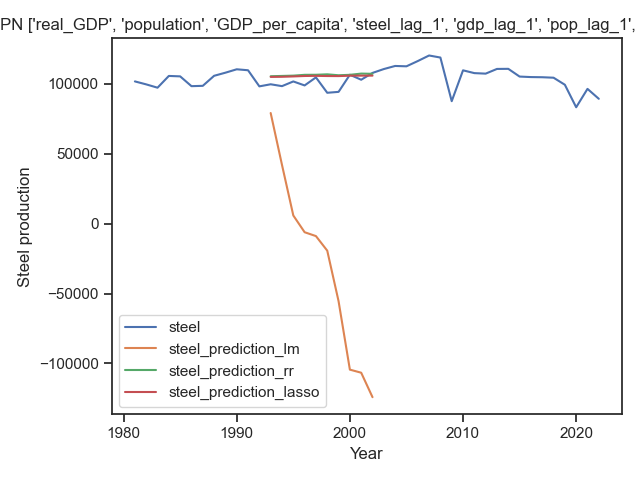 PN ['real_GDP', 'population', 'GDP_per_capita', 'steel_lag_1', 'gdp_lag_1', 'pop_lag_1',
100000
50000
0
−50000
−100000
Steel production
steel
steel_prediction_lm
steel_prediction_rr
steel_prediction_lasso
1980 1990 2000 2010 2020
Year